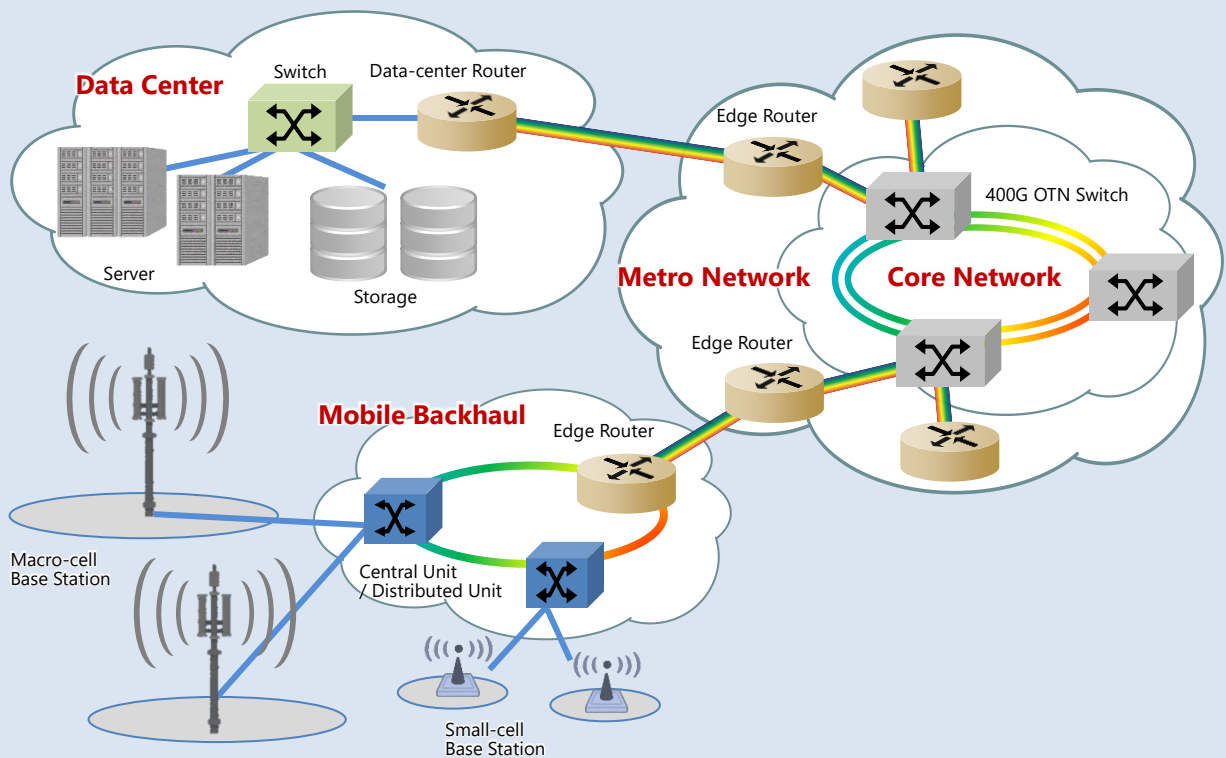 Data Center
Switch
Data-center Router
Server
Storage
Edge Router
400G OTN Switch
Metro Network
Core Network
Edge Router
Mobile Backhaul
Edge Router
Macro-cell
Base Station
Central Unit
/ Distributed Unit
Small-cell
Base Station